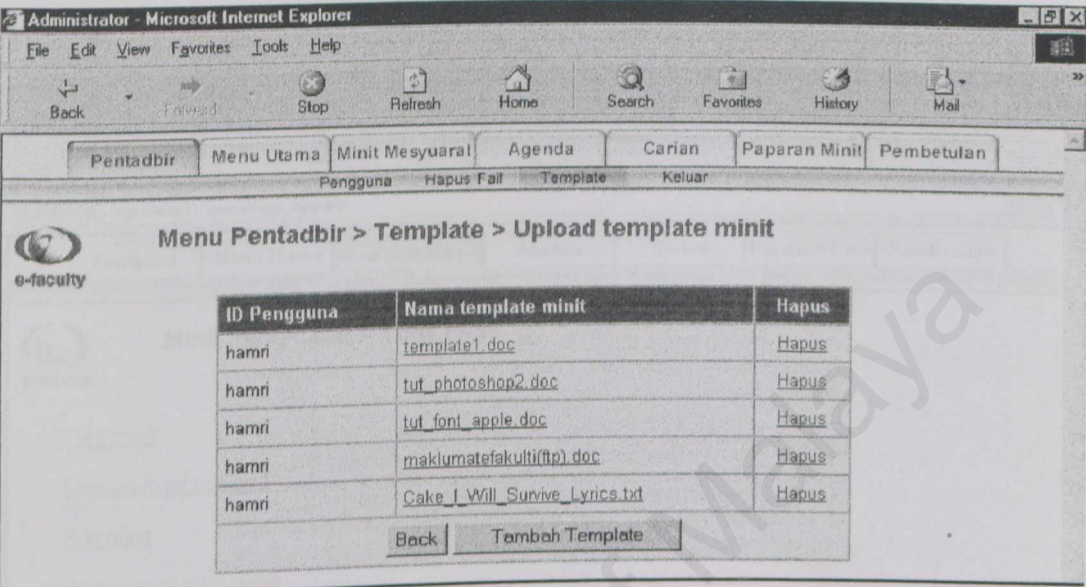 Administrator - Microsoft Internet Explorer
File Edit View Favorites Tools Help
Back Forward Stop Refresh Home Search Favorites History Mail
Pentadbir Menu Utama Minit Mesyuarat Agenda Carian Paparan Minit Pembetulan
Pengguna Hapus Fail Template Keluar
Menu Pentadbir > Template > Upload template minit
e-faculty
ID Pengguna Nama template minit Hapus
hamri template1.doc Hapus
hamri tut_photoshop2.doc Hapus
hamri tut_font_apple.doc Hapus
hamri maklumatefakulti(ftp).doc Hapus
hamri Cake_I_Will_Survive_Lyrics.txt Hapus
Back Tambah Template
Malaya